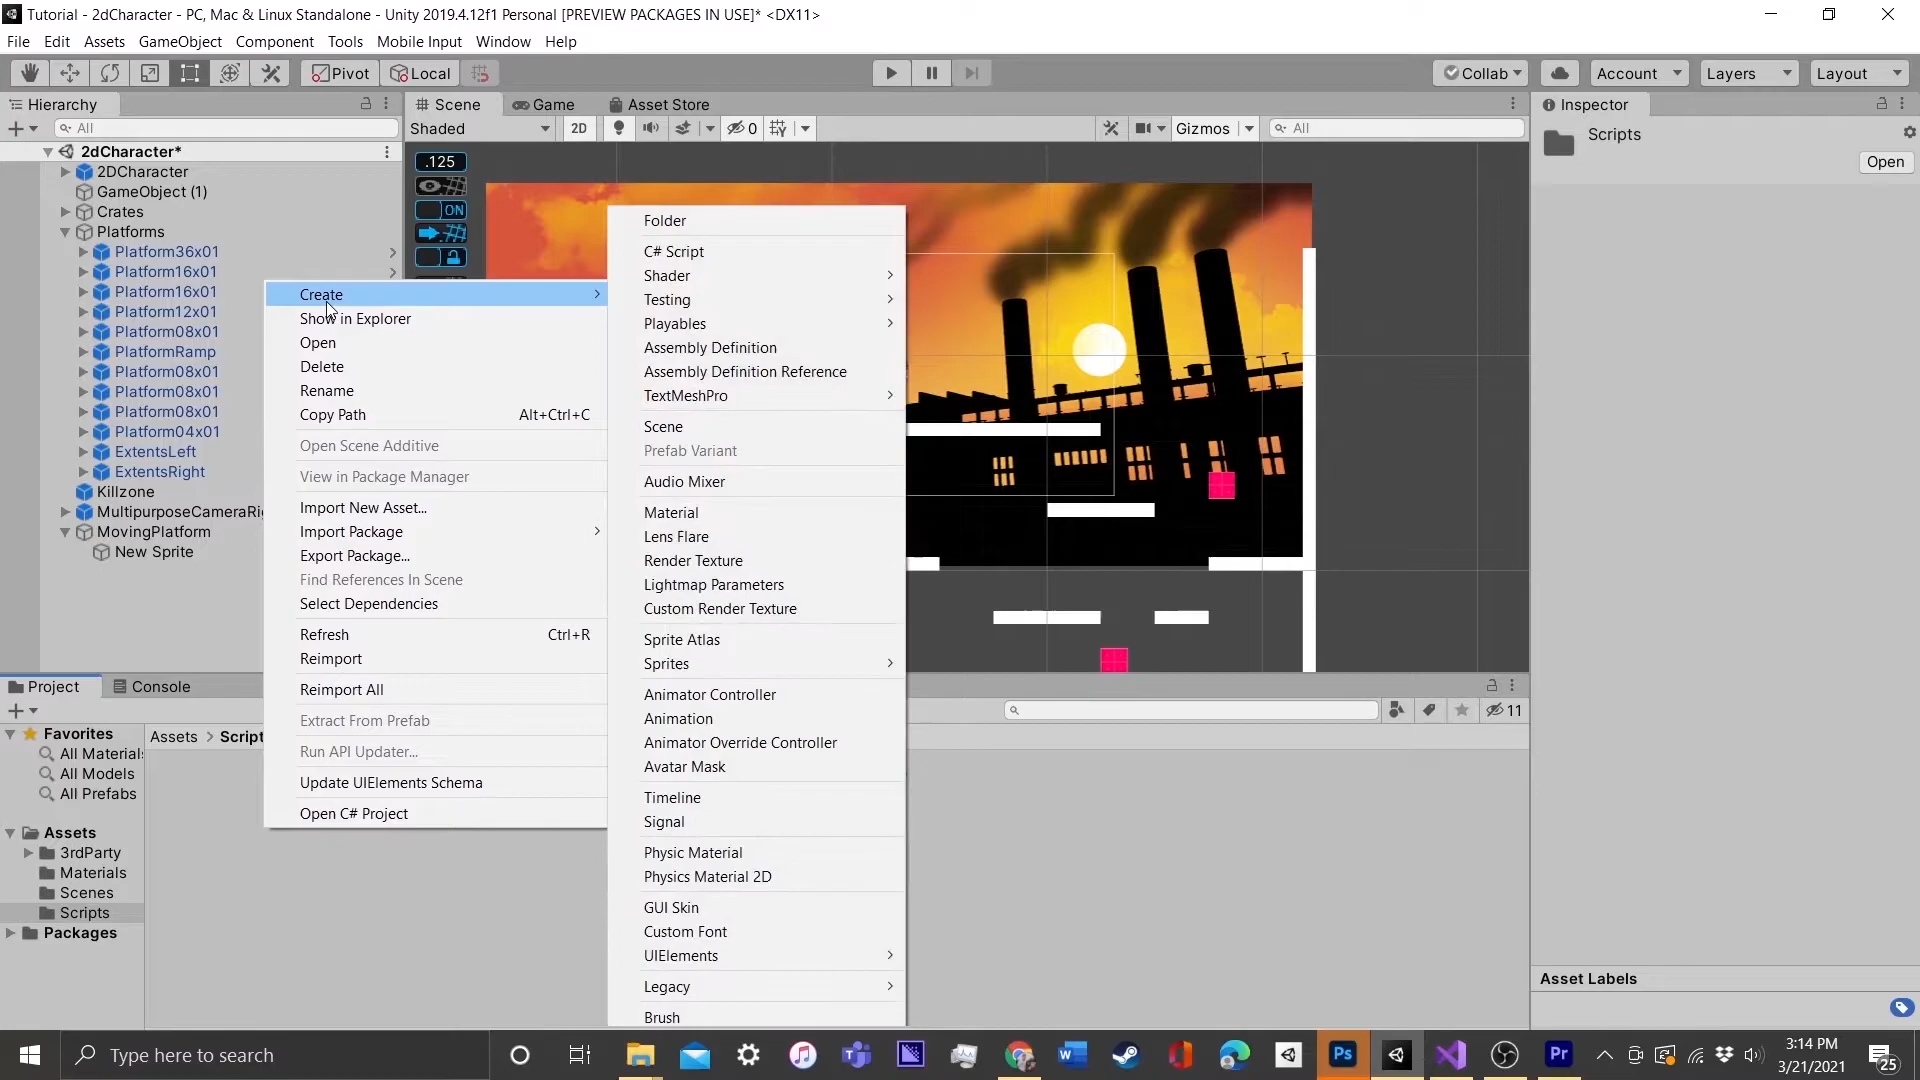 Tutorial - 2dCharacter - PC, Mac & Linux Standalone - Unity 2019.4.12f1 Personal [PREVIEW PACKAGES IN USE]* <DX11>
File Edit Assets GameObject Component Tools Mobile Input Window Help
Pivot Local Collab Account Layers Layout
Hierarchy Scene Game Asset Store Inspector
All Shaded 2D 0 Gizmos All Scripts
Open
2dCharacter*
2DCharacter
GameObject (1)
Crates
Platforms
Platform36x01
Platform16x01
Platform16x01
Platform12x01
Platform08x01
PlatformRamp
Platform08x01
Platform08x01
Platform08x01
Platform04x01
ExtentsLeft
ExtentsRight
Killzone
MultipurposeCameraRi
MovingPlatform
New Sprite
.125
ON
Create
Show in Explorer
Open
Delete
Rename
Copy Path Alt+Ctrl+C
Open Scene Additive
View in Package Manager
Import New Asset...
Import Package
Export Package...
Find References In Scene
Select Dependencies
Refresh Ctrl+R
Reimport
Reimport All
Extract From Prefab
Run API Updater...
Update UIElements Schema
Open C# Project
Folder
C# Script
Shader
Testing
Playables
Assembly Definition
Assembly Definition Reference
TextMeshPro
Scene
Prefab Variant
Audio Mixer
Material
Lens Flare
Render Texture
Lightmap Parameters
Custom Render Texture
Sprite Atlas
Sprites
Animator Controller
Animation
Animator Override Controller
Avatar Mask
Timeline
Signal
Physic Material
Physics Material 2D
GUI Skin
Custom Font
UIElements
Legacy
Brush
Project Console
11
Favorites
All Material
All Models
All Prefabs
Assets
3rdParty
Materials
Scenes
Scripts
Packages
Assets > Script
Asset Labels
Type here to search
Ps
Pr
3:14 PM
3/21/2021
25